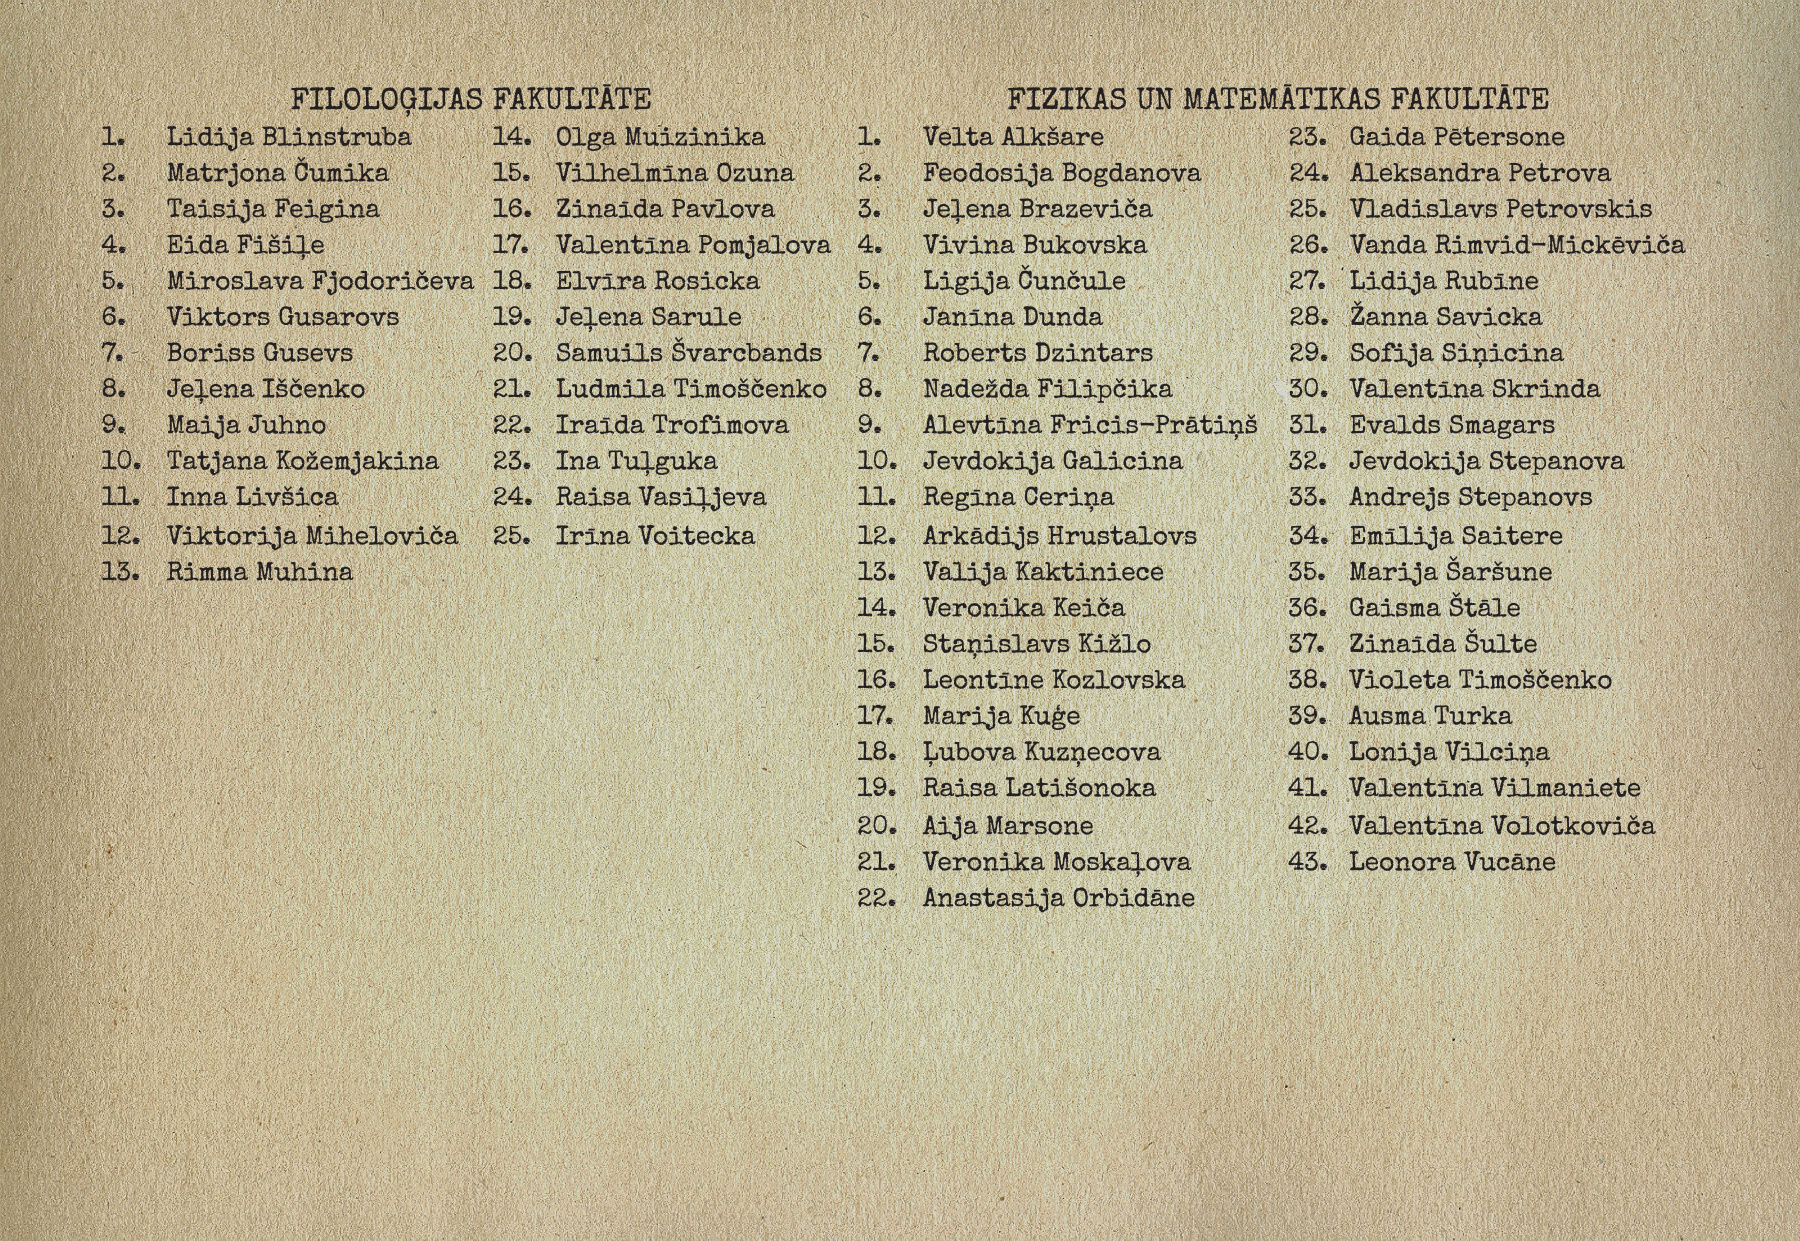 FILOLOĢIJAS FAKULTĀTE
1. Lidija Blinstruba
2. Matrjona Čumika
3. Taisija Feigina
4. Eida Fišiļe
5. Miroslava Fjodoričeva
6. Viktors Gusarovs
7. Boriss Gusevs
8. Jeļena Iščenko
9. Maija Juhno
10. Tatjana Kožemjakina
11. Inna Livšica
12. Viktorija Miheloviča
13. Rimma Muhina
14. Olga Muizinika
15. Vilhelmīna Ozuna
16. Zinaīda Pavlova
17. Valentīna Pomjalova
18. Elvīra Rosicka
19. Jeļena Sarule
20. Samuils Švarcbands
21. Ludmila Timoščenko
22. Iraīda Trofimova
23. Ina Tuļguka
24. Raisa Vasiļjeva
25. Irīna Voitecka
FIZIKAS UN MATEMĀTIKAS FAKULTĀTE
1. Velta Alkšare
2. Feodosija Bogdanova
3. Jeļena Brazeviča
4. Vivina Bukovska
5. Ligija Čunčule
6. Janīna Dunda
7. Roberts Dzintars
8. Nadežda Filipčika
9. Alevtīna Fricis-Prātiņš
10. Jevdokija Galicina
11. Regīna Ceriņa
12. Arkādijs Hrustalovs
13. Valija Kaktiniece
14. Veronika Keiča
15. Staņislavs Kižlo
16. Leontīne Kozlovska
17. Marija Kuģe
18. Ļubova Kuzņecova
19. Raisa Latišonoka
20. Aija Marsone
21. Veronika Moskaļova
22. Anastasija Orbidāne
23. Gaida Pētersone
24. Aleksandra Petrova
25. Vladislavs Petrovskis
26. Vanda Rimvid-Mickēviča
27. Lidija Rubīne
28. Žanna Savicka
29. Sofija Siņicina
30. Valentīna Skrinda
31. Evalds Smagars
32. Jevdokija Stepanova
33. Andrejs Stepanovs
34. Emīlija Saitere
35. Marija Šaršune
36. Gaisma Štāle
37. Zinaīda Šulte
38. Violeta Timoščenko
39. Ausma Turka
40. Lonija Vilciņa
41. Valentīna Vilmaniete
42. Valentīna Volotkoviča
43. Leonora Vucāne